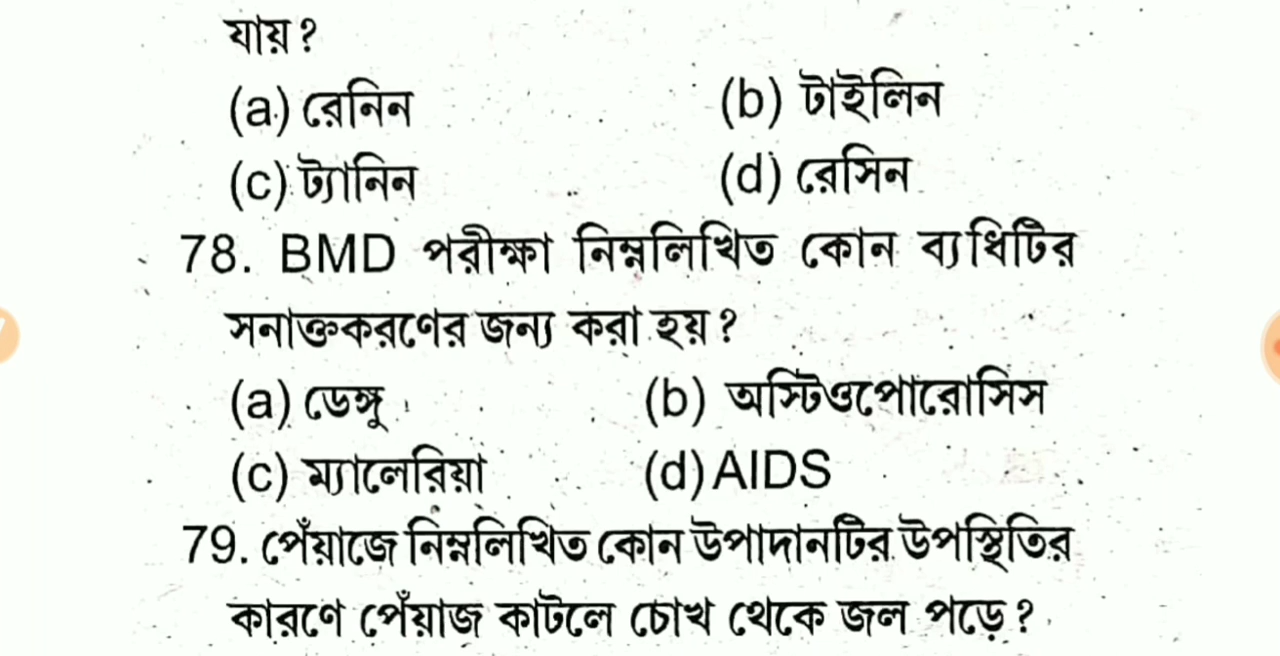 যায়?
(a) রেনিন (b) টাইলিন
(c) ট্যানিন (d) রেসিন
78. BMD পরীক্ষা নিম্নলিখিত কোন ব্যধিটির
সনাক্তকরণের জন্য করা হয়?
(a) ডেঙ্গু (b) অস্টিওপোরোসিস
(c) ম্যালেরিয়া (d) AIDS
79. পেঁয়াজে নিম্নলিখিত কোন উপাদানটির উপস্থিতির
কারণে পেঁয়াজ কাটলে চোখ থেকে জল পড়ে?